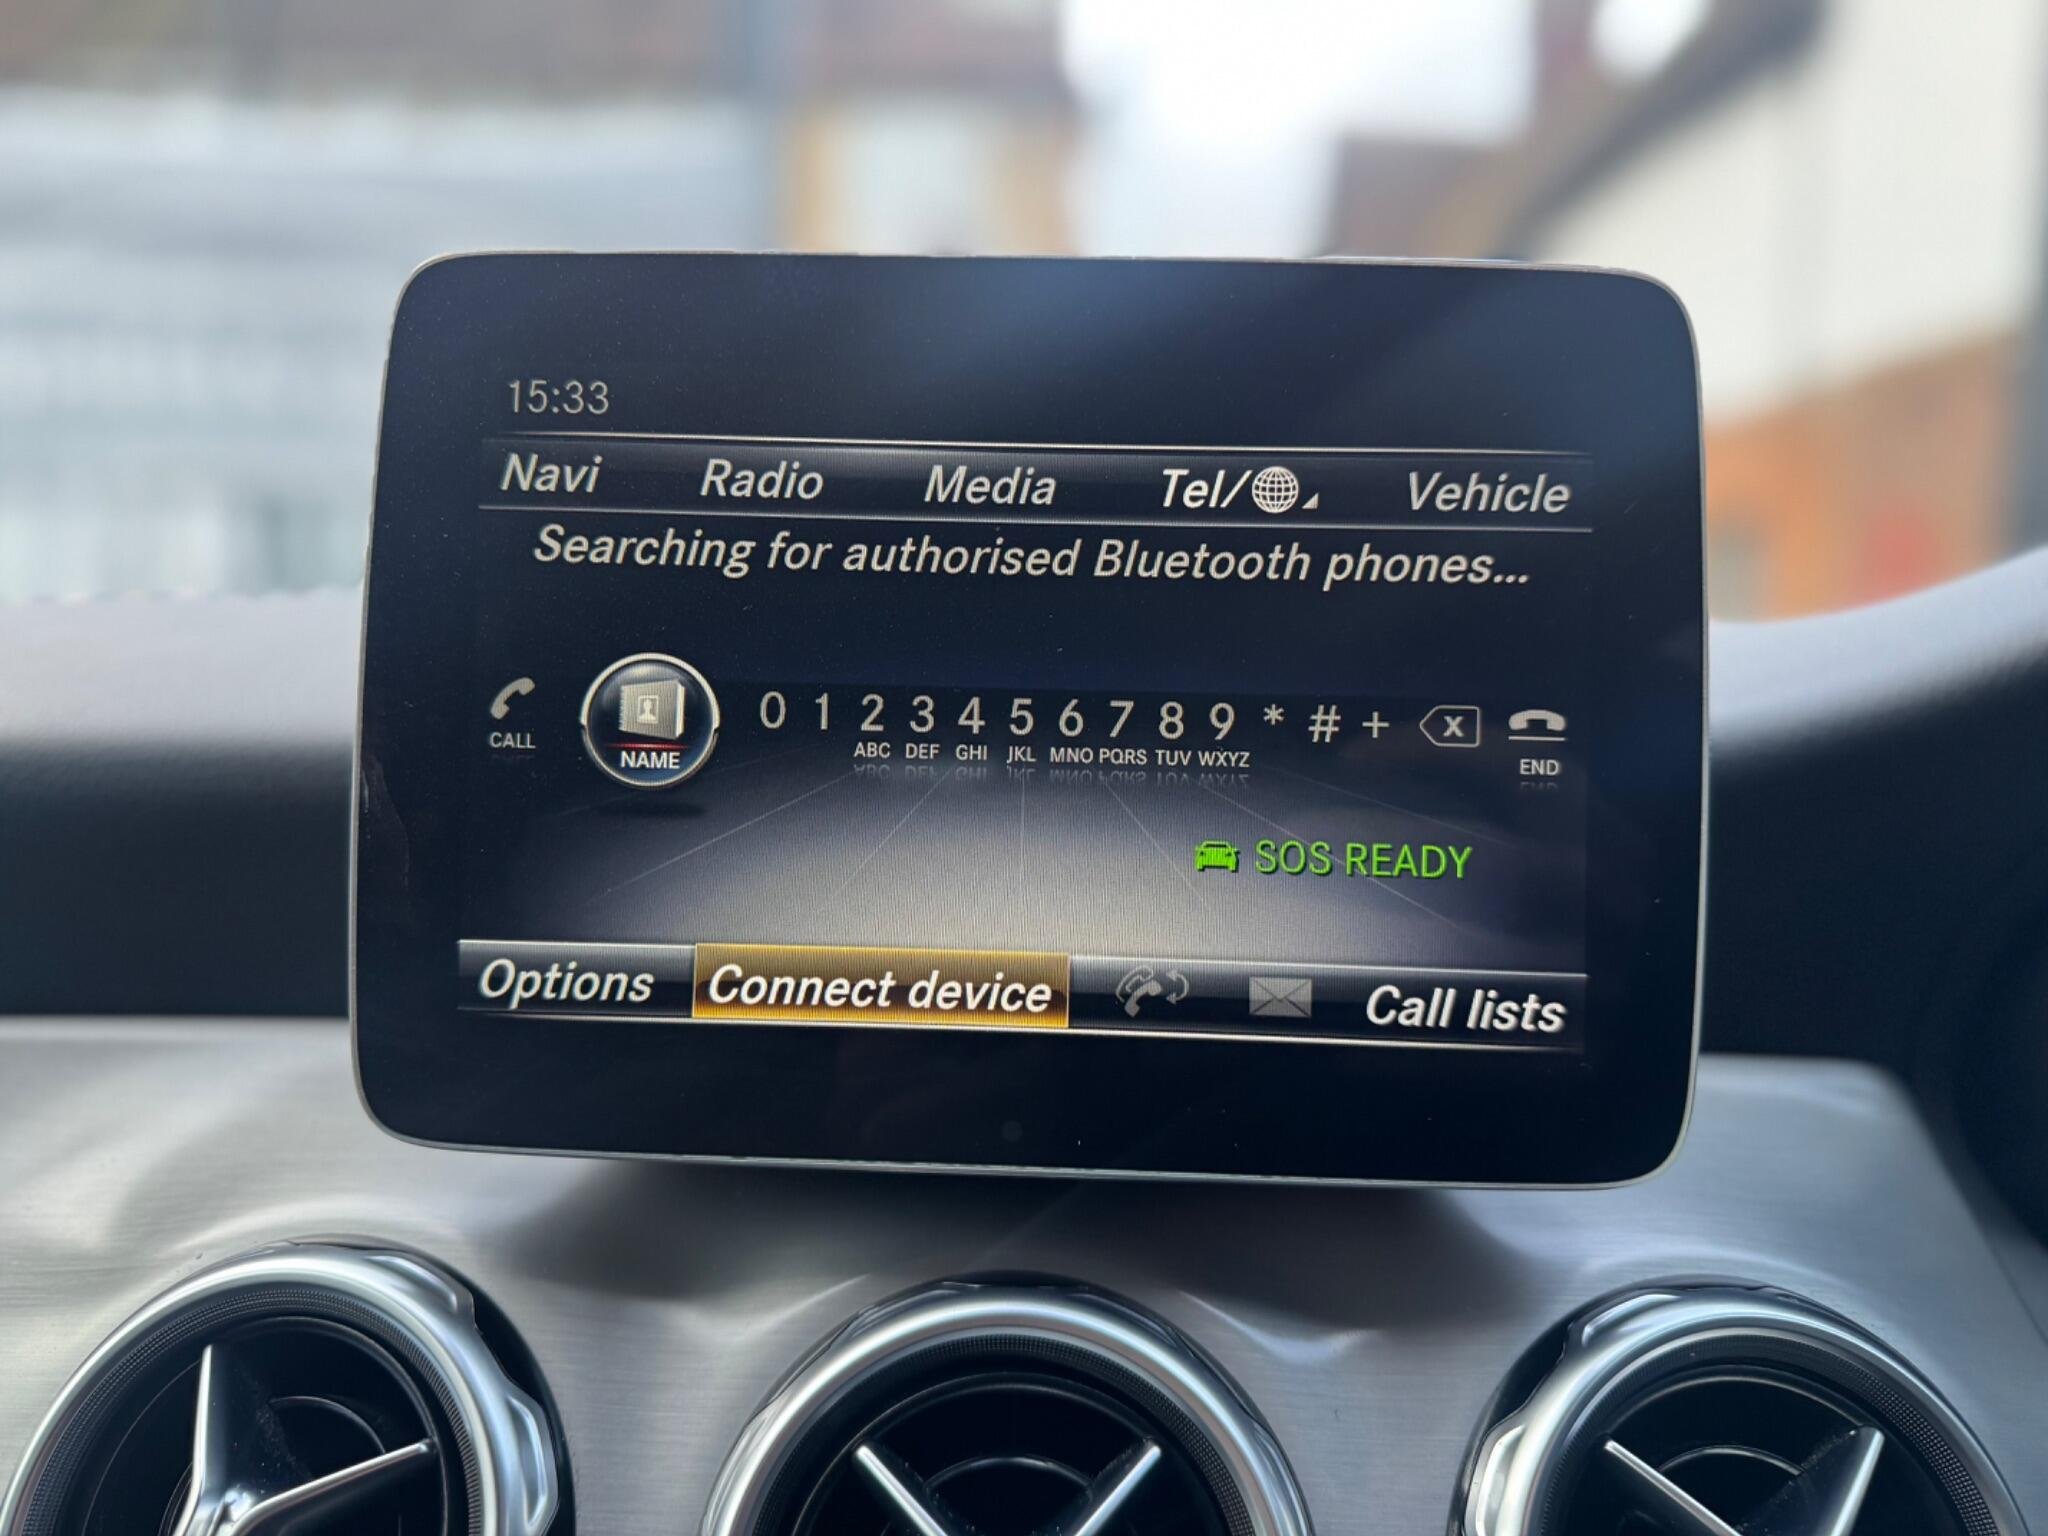 15:33
Navi Radio Media Tel/ Vehicle
Searching for authorised Bluetooth phones...
0 1 2 3 4 5 6 7 8 9 * # + x
CALL NAME ABC DEF GHI JKL MNO PQRS TUV WXYZ END
SOS READY
Options Connect device Call lists